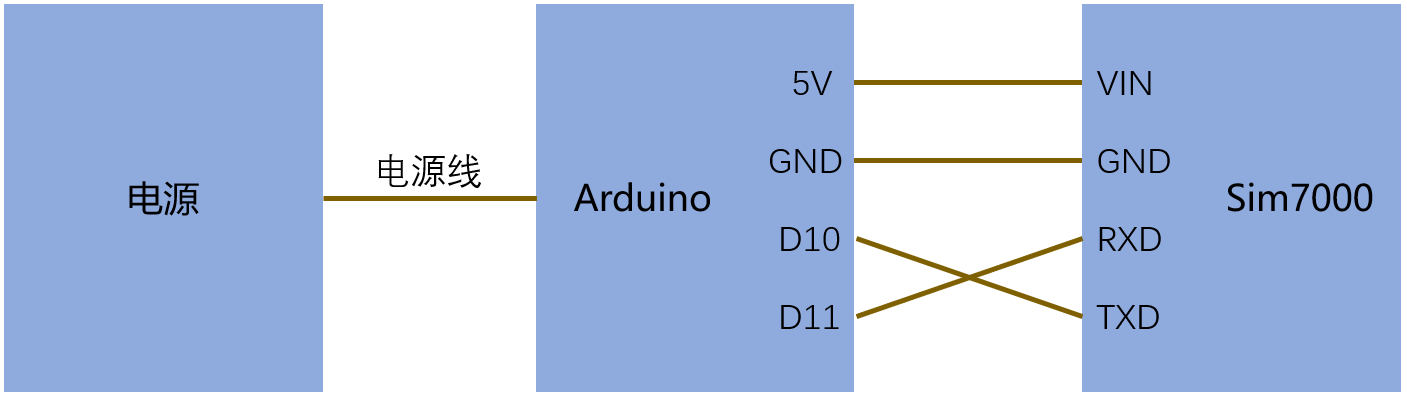 电源
电源线
Arduino
5V
GND
D10
D11
VIN
GND
RXD
TXD
Sim7000